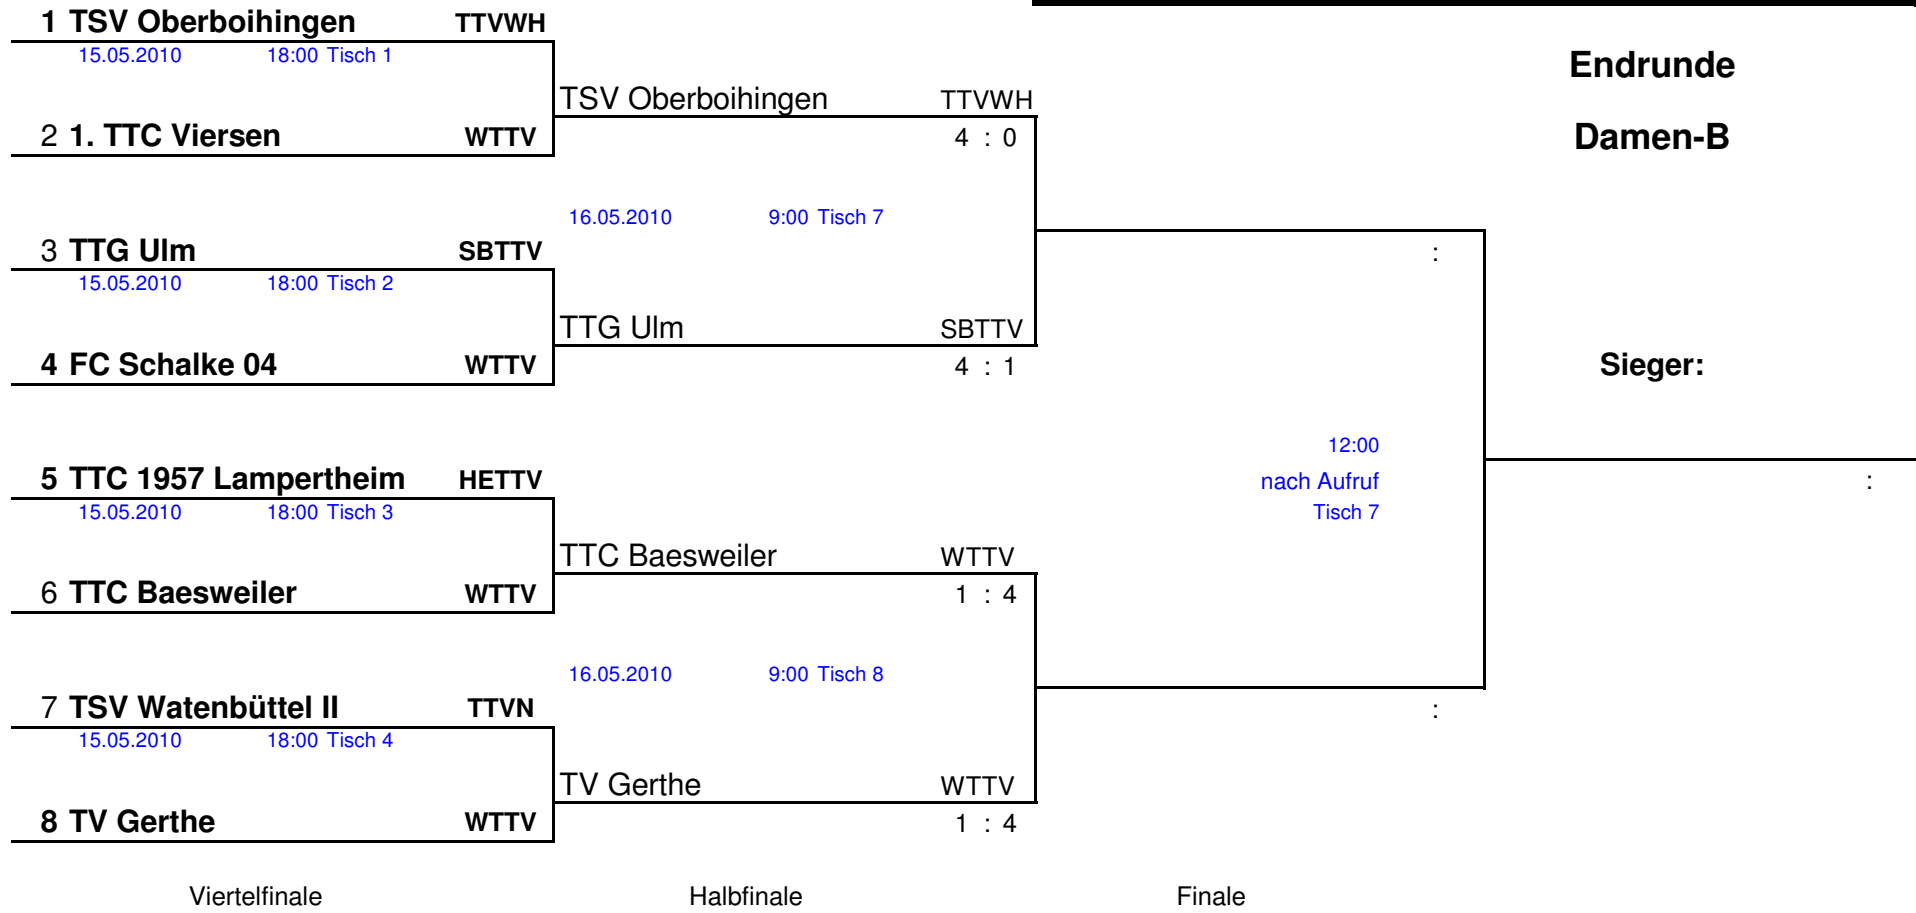 1 TSV Oberboihingen TTVWH
15.05.2010 18:00 Tisch 1
Endrunde
TSV Oberboihingen TTVWH
2 1. TTC Viersen WTTV
4 : 0
Damen-B
16.05.2010 9:00 Tisch 7
3 TTG Ulm SBTTV
:
15.05.2010 18:00 Tisch 2
TTG Ulm SBTTV
4 FC Schalke 04 WTTV
4 : 1
Sieger:
12:00
5 TTC 1957 Lampertheim HETTV
nach Aufruf
:
15.05.2010 18:00 Tisch 3
Tisch 7
TTC Baesweiler WTTV
6 TTC Baesweiler WTTV
1 : 4
16.05.2010 9:00 Tisch 8
7 TSV Watenbüttel II TTVN
:
15.05.2010 18:00 Tisch 4
TV Gerthe WTTV
8 TV Gerthe WTTV
1 : 4
Viertelfinale Halbfinale Finale